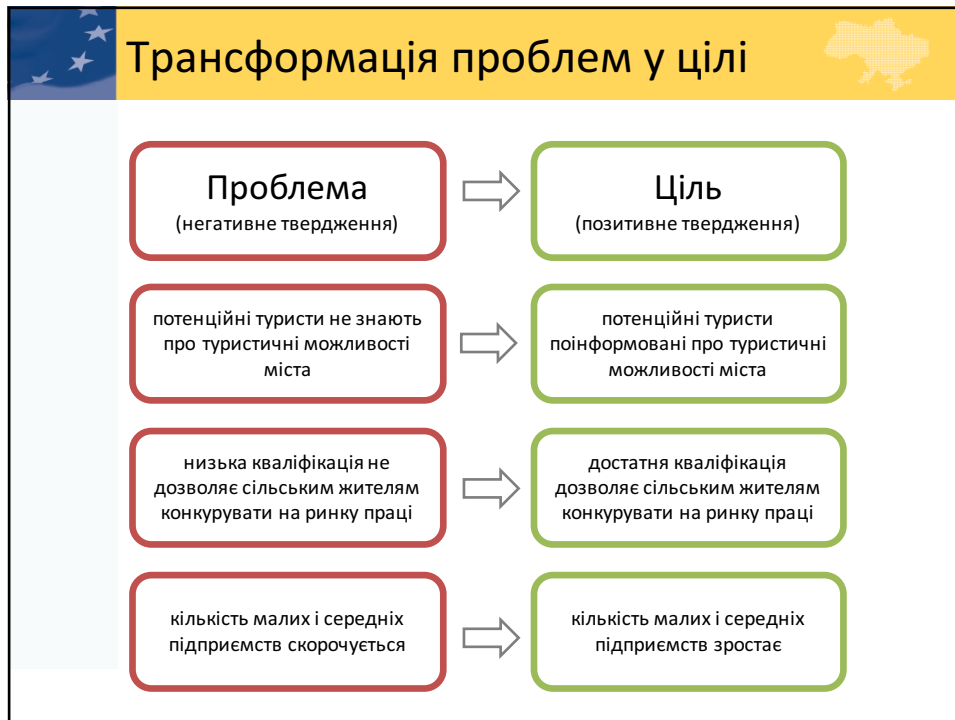 Трансформація проблем у цілі
Проблема
(негативне твердження)
Ціль
(позитивне твердження)
потенційні туристи не знають
про туристичні можливості
міста
потенційні туристи
поінформовані про туристичні
можливості міста
низька кваліфікація не
дозволяє сільським жителям
конкурувати на ринку праці
достатня кваліфікація
дозволяє сільським жителям
конкурувати на ринку праці
кількість малих і середніх
підприємств скорочується
кількість малих і середніх
підприємств зростає